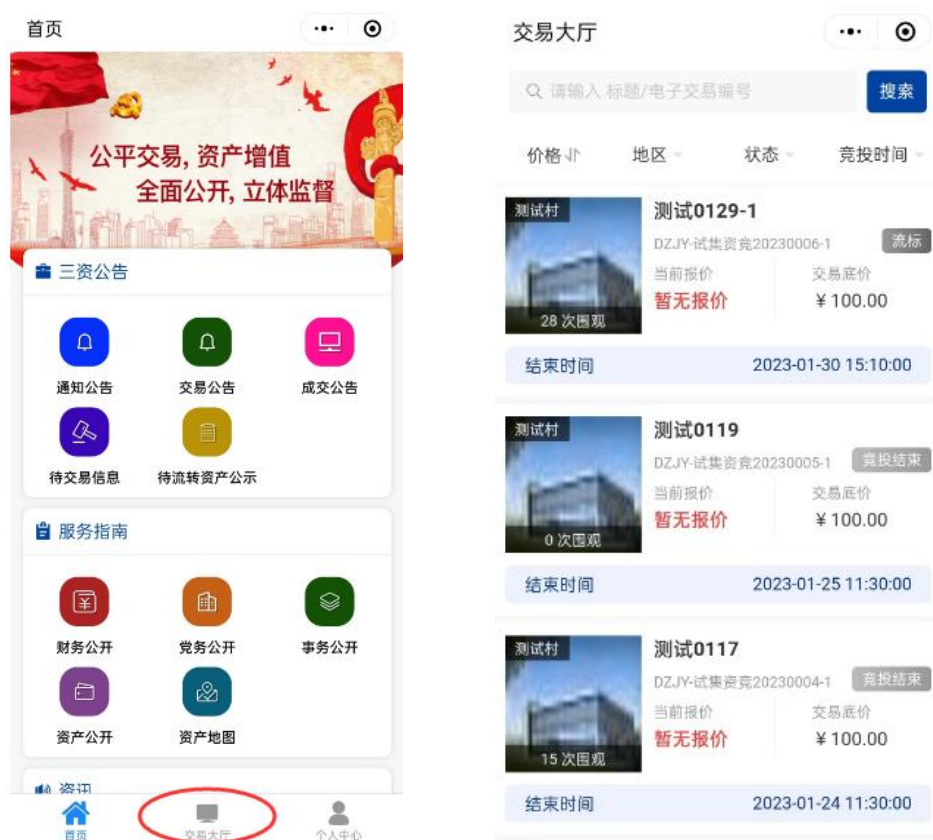 首页
公平交易, 资产增值
全面公开, 立体监督
三资公告
通知公告
交易公告
成交公告
待交易信息
待流转资产公示
服务指南
财务公开
党务公开
事务公开
资产公开
资产地图
资讯
首页
交易大厅
个人中心
交易大厅
请输入 标题/电子交易编号
搜索
价格
地区
状态
竞投时间
测试村
28 次围观
测试0129-1
DZJY-试集资竞20230006-1
流标
当前报价
交易底价
暂无报价
¥ 100.00
结束时间
2023-01-30 15:10:00
测试村
0 次围观
测试0119
DZJY-试集资竞20230005-1
竞投结束
当前报价
交易底价
暂无报价
¥ 100.00
结束时间
2023-01-25 11:30:00
测试村
15 次围观
测试0117
DZJY-试集资竞20230004-1
竞投结束
当前报价
交易底价
暂无报价
¥ 100.00
结束时间
2023-01-24 11:30:00